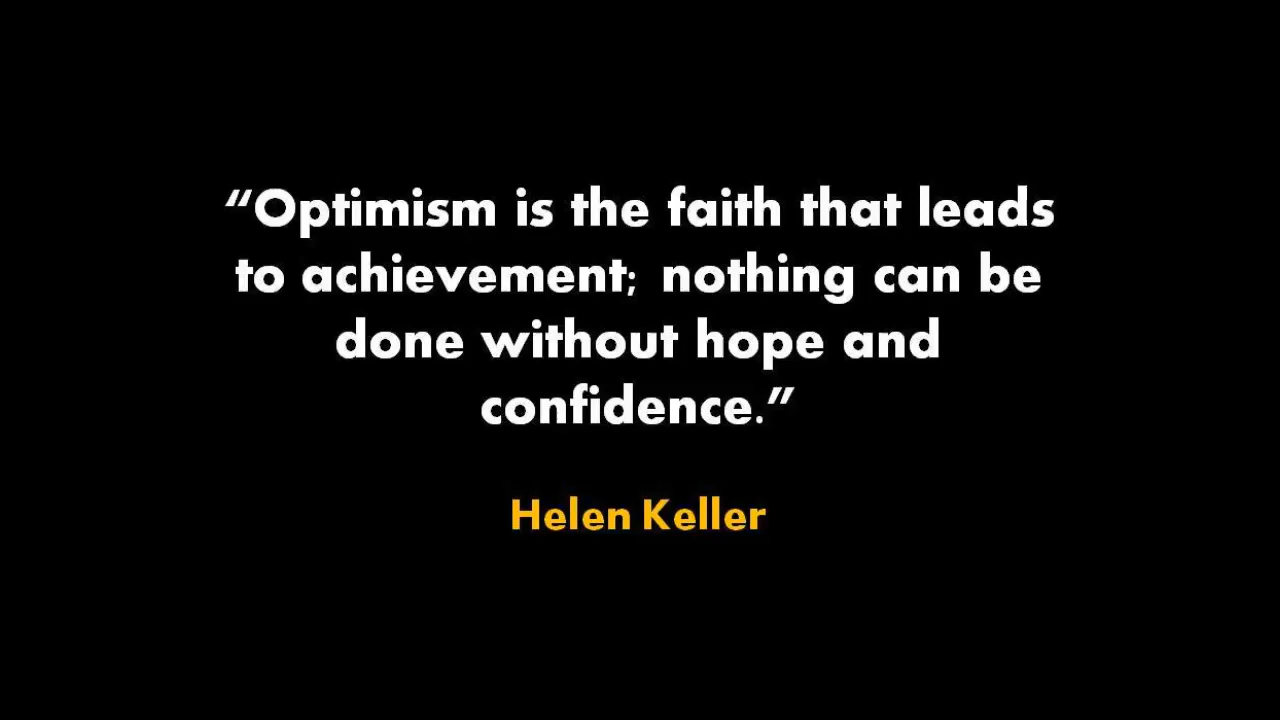 “Optimism is the faith that leads
to achievement; nothing can be
done without hope and
confidence.”
Helen Keller